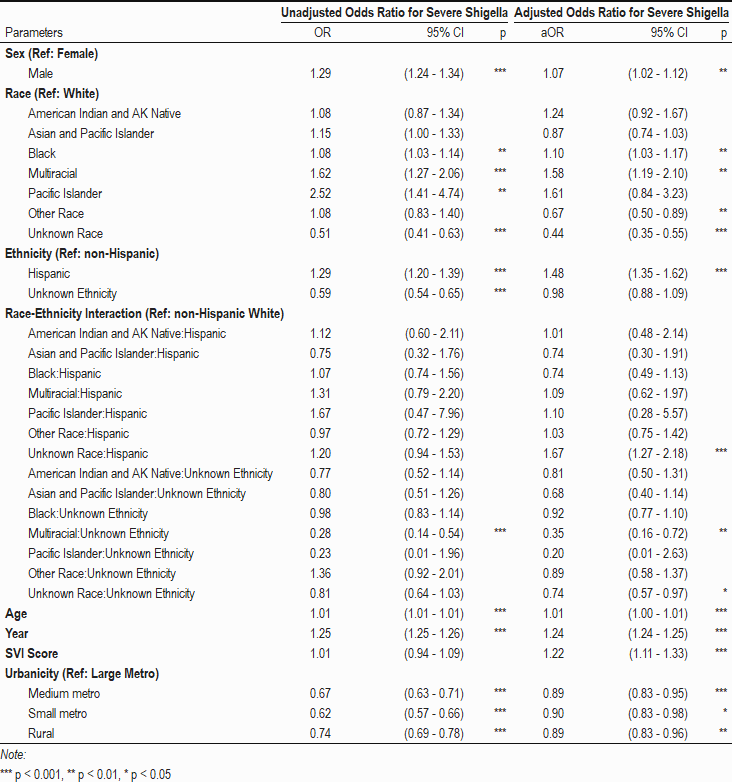 Unadjusted Odds Ratio for Severe Shigella Adjusted Odds Ratio for Severe Shigella
Parameters OR 95% CI p aOR 95% CI p
Sex (Ref: Female)
Male 1.29 (1.24 - 1.34) *** 1.07 (1.02 - 1.12) **
Race (Ref: White)
American Indian and AK Native 1.08 (0.87 - 1.34) 1.24 (0.92 - 1.67)
Asian and Pacific Islander 1.15 (1.00 - 1.33) 0.87 (0.74 - 1.03)
Black 1.08 (1.03 - 1.14) ** 1.10 (1.03 - 1.17) **
Multiracial 1.62 (1.27 - 2.06) *** 1.58 (1.19 - 2.10) **
Pacific Islander 2.52 (1.41 - 4.74) ** 1.61 (0.84 - 3.23)
Other Race 1.08 (0.83 - 1.40) 0.67 (0.50 - 0.89) **
Unknown Race 0.51 (0.41 - 0.63) *** 0.44 (0.35 - 0.55) ***
Ethnicity (Ref: non-Hispanic)
Hispanic 1.29 (1.20 - 1.39) *** 1.48 (1.35 - 1.62) ***
Unknown Ethnicity 0.59 (0.54 - 0.65) *** 0.98 (0.88 - 1.09)
Race-Ethnicity Interaction (Ref: non-Hispanic White)
American Indian and AK Native:Hispanic 1.12 (0.60 - 2.11) 1.01 (0.48 - 2.14)
Asian and Pacific Islander:Hispanic 0.75 (0.32 - 1.76) 0.74 (0.30 - 1.91)
Black:Hispanic 1.07 (0.74 - 1.56) 0.74 (0.49 - 1.13)
Multiracial:Hispanic 1.31 (0.79 - 2.20) 1.09 (0.62 - 1.97)
Pacific Islander:Hispanic 1.67 (0.47 - 7.96) 1.10 (0.28 - 5.57)
Other Race:Hispanic 0.97 (0.72 - 1.29) 1.03 (0.75 - 1.42)
Unknown Race:Hispanic 1.20 (0.94 - 1.53) 1.67 (1.27 - 2.18) ***
American Indian and AK Native:Unknown Ethnicity 0.77 (0.52 - 1.14) 0.81 (0.50 - 1.31)
Asian and Pacific Islander:Unknown Ethnicity 0.80 (0.51 - 1.26) 0.68 (0.40 - 1.14)
Black:Unknown Ethnicity 0.98 (0.83 - 1.14) 0.92 (0.77 - 1.10)
Multiracial:Unknown Ethnicity 0.28 (0.14 - 0.54) *** 0.35 (0.16 - 0.72) **
Pacific Islander:Unknown Ethnicity 0.23 (0.01 - 1.96) 0.20 (0.01 - 2.63)
Other Race:Unknown Ethnicity 1.36 (0.92 - 2.01) 0.89 (0.58 - 1.37)
Unknown Race:Unknown Ethnicity 0.81 (0.64 - 1.03) 0.74 (0.57 - 0.97) *
Age 1.01 (1.01 - 1.01) *** 1.01 (1.00 - 1.01) ***
Year 1.25 (1.25 - 1.26) *** 1.24 (1.24 - 1.25) ***
SVI Score 1.01 (0.94 - 1.09) 1.22 (1.11 - 1.33) ***
Urbanicity (Ref: Large Metro)
Medium metro 0.67 (0.63 - 0.71) *** 0.89 (0.83 - 0.95) ***
Small metro 0.62 (0.57 - 0.66) *** 0.90 (0.83 - 0.98) *
Rural 0.74 (0.69 - 0.78) *** 0.89 (0.83 - 0.96) **
Note:
*** p < 0.001, ** p < 0.01, * p < 0.05